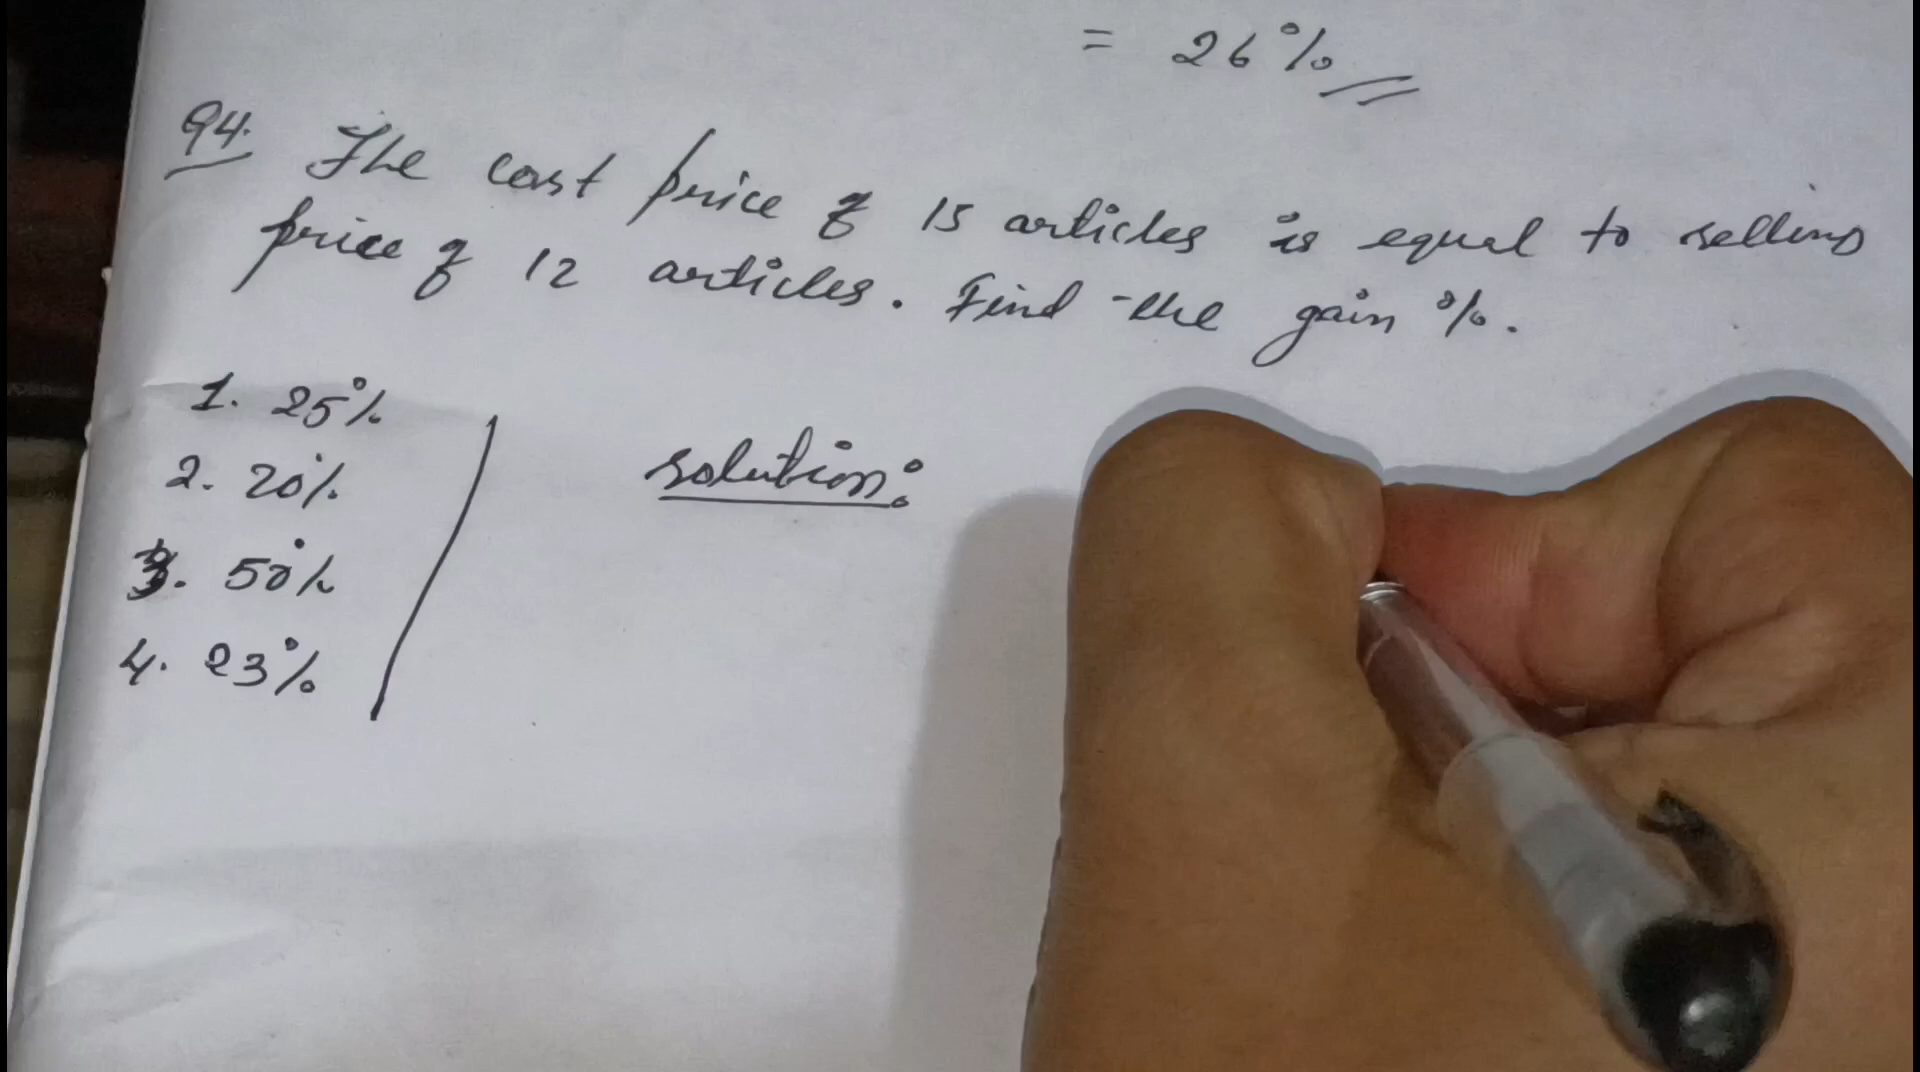 = 26%
Q4. The cost price of 15 articles is equal to selling
price of 12 articles. Find the gain %.
1. 25%
2. 20%
3. 50%
4. 23%
solution: